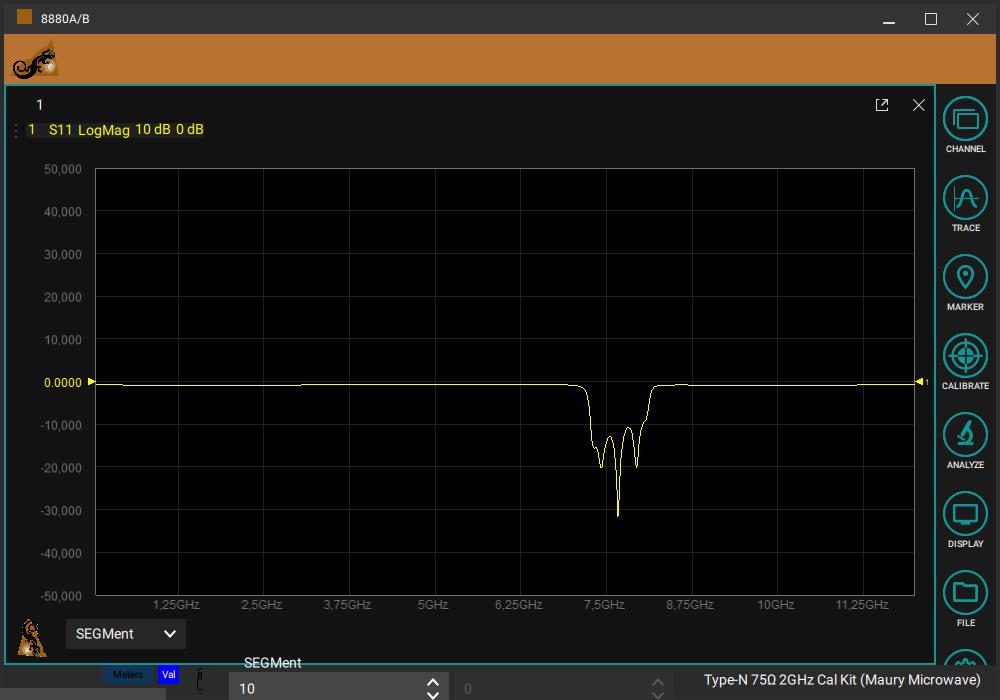 8880A/B
1
1 S11 LogMag 10 dB 0 dB
50,000
40,000
30,000
20,000
10,000
0.0000
-10,000
-20,000
-30,000
-40,000
-50,000
1
1,25GHz 2,5GHz 3,75GHz 5GHz 6,25GHz 7,5GHz 8,75GHz 10GHz 11,25GHz
CHANNEL
TRACE
MARKER
CALIBRATE
ANALYZE
DISPLAY
FILE
SEGMent
SEGMent
Meters Val
10
0
Type-N 75Ω 2GHz Cal Kit (Maury Microwave)